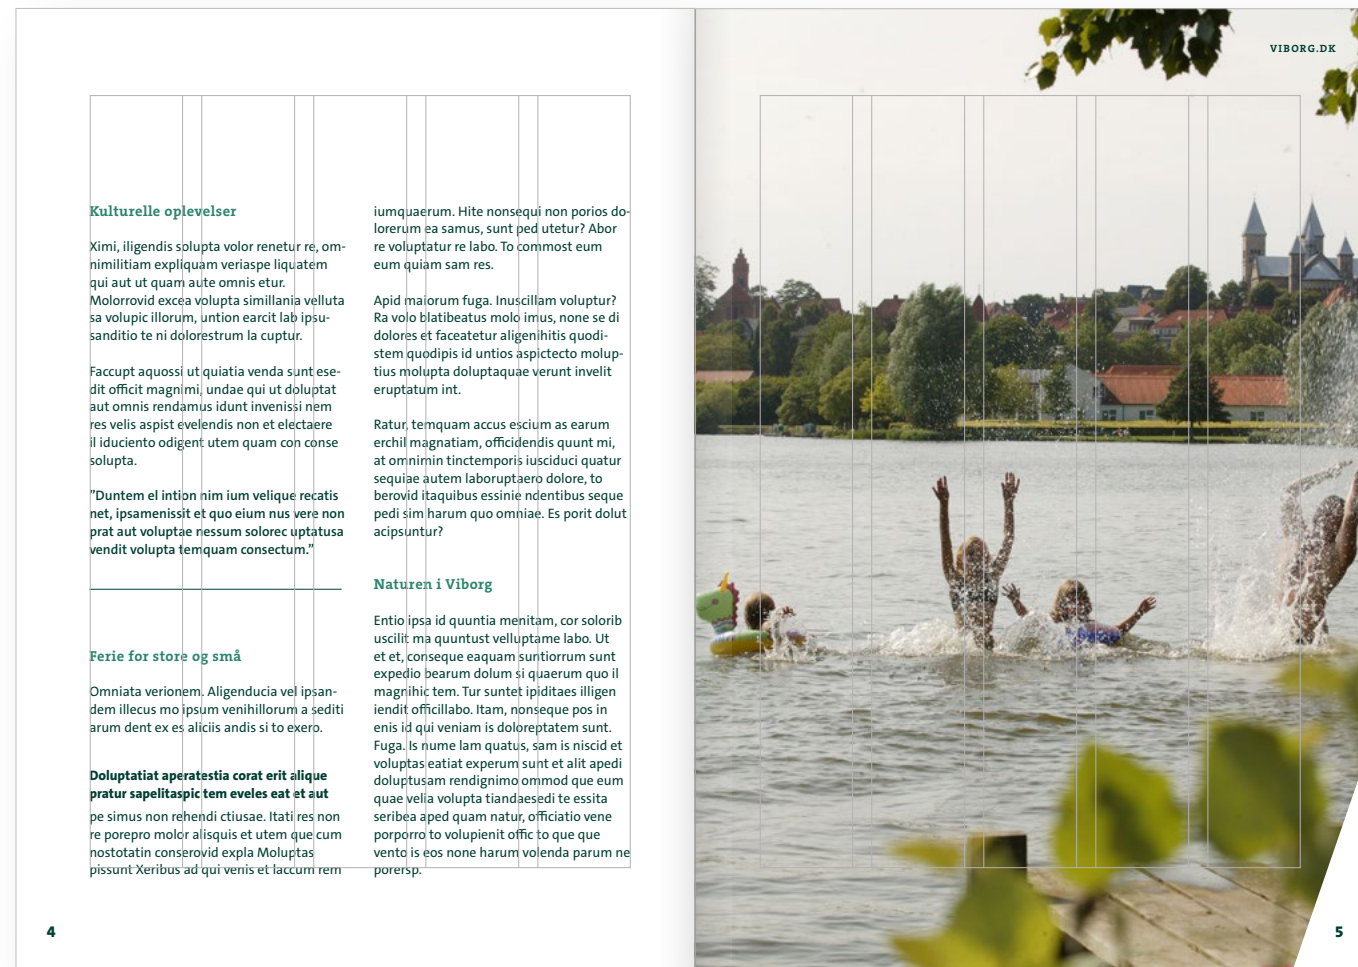 VIBORG.DK
Kulturelle oplevelser
Ximi, iligendis solupta volor renetur re, om-
nimilitiam expliquam veriaspe liquatem
qui aut ut quam aute omnis etur.
Molorrovid excea volupta simillania velluta
sa volupic illorum, untion earcit lab ipsu-
sanditio te ni dolorestrum la cuptur.
Faccupt aquossi ut quiatia venda sunt ese-
dit officit magnimi, undae qui ut doluptat
aut omnis rendamus idunt invenissi nem
res velis aspist evelendis non et electaere
il iduciento odigent utem quam con conse
solupta.
”Duntem el intion nim ium velique recatis
net, ipsamenissit et quo eium nus vere non
prat aut voluptae nessum solorec uptatusa
vendit volupta temquam consectum.”
Ferie for store og små
Omniata verionem. Aligenducia vel ipsan-
dem illecus mo ipsum venihillorum a sediti
arum dent ex es aliciis andis si to exero.
Doluptatiat aperatestia corat erit alique
pratur sapelitaspic tem eveles eat et aut
pe simus non rehendi ctiusae. Itati res non
re porepro molor alisquis et utem que cum
nostotatin conserovid expla Moluptas
pissunt Xeribus ad qui venis et laccum rem
iumquaerum. Hite nonsequi non porios do-
lorerum ea samus, sunt ped utetur? Abor
re voluptatur re labo. To commost eum
eum quiam sam res.
Apid maiorum fuga. Inuscillam voluptur?
Ra volo blatibeatus molo imus, none se di
dolores et faceatetur aligenihitis quodi-
stem quodipis id untios aspictecto molup-
tius molupta doluptaquae verunt invelit
eruptatum int.
Ratur, temquam accus escium as earum
erchil magnatiam, officidendis quunt mi,
at omnimin tinctemporis iusciduci quatur
sequiae autem laboruptaero dolore, to
berovid itaquibus essinie ndentibus seque
pedi sim harum quo omniae. Es porit dolut
acipsuntur?
Naturen i Viborg
Entio ipsa id quuntia menitam, cor solorib
uscilit ma quuntust velluptame labo. Ut
et et, conseque eaquam suntiorrum sunt
expedio bearum dolum si quaerum quo il
magnihic tem. Tur suntet ipiditaes illigen
iendit officillabo. Itam, nonseque pos in
enis id qui veniam is doloreptatem sunt.
Fuga. Is nume lam quatus, sam is niscid et
voluptas eatiat experum sunt et alit apedi
doluptusam rendignimo ommod que eum
quae velia volupta tiandaesedi te essita
seribea aped quam natur, officiatio vene
porporro to volupienit offic to que que
vento is eos none harum volenda parum ne
porersp.
4
5